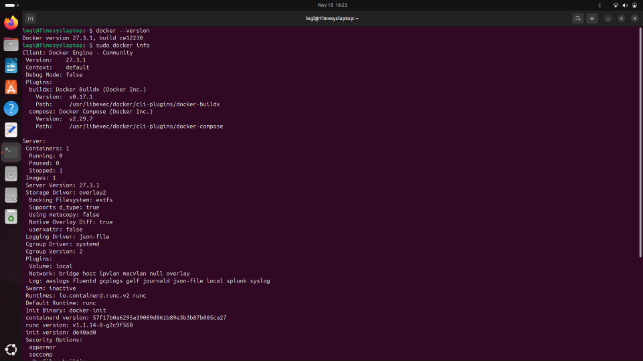 Nov 10 16:23
logi@timesyslaptop: ~
logi@timesyslaptop:~$ docker --version
Docker version 27.3.1, build ce12230
logi@timesyslaptop:~$ sudo docker info
Client: Docker Engine - Community
Version: 27.3.1
Context: default
Debug Mode: false
Plugins:
buildx: Docker Buildx (Docker Inc.)
Version: v0.17.1
Path: /usr/libexec/docker/cli-plugins/docker-buildx
compose: Docker Compose (Docker Inc.)
Version: v2.29.7
Path: /usr/libexec/docker/cli-plugins/docker-compose
Server:
Containers: 1
Running: 0
Paused: 0
Stopped: 1
Images: 1
Server Version: 27.3.1
Storage Driver: overlay2
Backing Filesystem: extfs
Supports d_type: true
Using metacopy: false
Native Overlay Diff: true
userxattr: false
Logging Driver: json-file
Cgroup Driver: systemd
Cgroup Version: 2
Plugins:
Volume: local
Network: bridge host ipvlan macvlan null overlay
Log: awslogs fluentd gcplogs gelf journald json-file local splunk syslog
Swarm: inactive
Runtimes: io.containerd.runc.v2 runc
Default Runtime: runc
Init Binary: docker-init
containerd version: 57f17b0a6295a39009d861b89e3b3b87b005ca27
runc version: v1.1.14-0-g2c9f560
init version: de40ad0
Security Options:
apparmor
seccomp